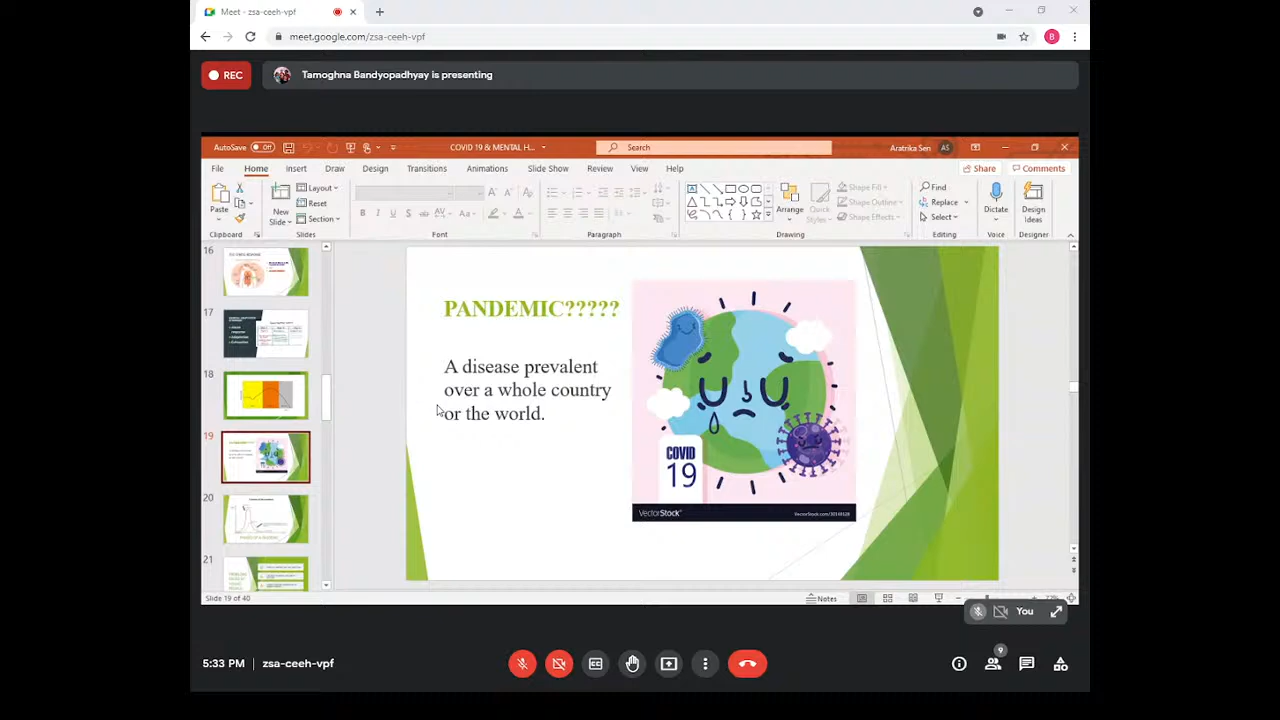 Meet - zsa-ceeh-vpf
meet.google.com/zsa-ceeh-vpf
B
REC
Tamoghna Bandyopadhyay is presenting
AutoSave Off
COVID 19 & MENTAL H...
Search
Aratrika Sen
AS
File Home Insert Draw Design Transitions Animations Slide Show Review View Help
Share
Comments
Paste
New
Slide
Layout
Reset
Section
Arrange
Quick
Styles
Shape Fill
Shape Outline
Shape Effects
Find
Replace
Select
Dictate
Design
Ideas
Clipboard
Slides
Font
Paragraph
Drawing
Editing
Voice
Designer
16
17
18
19
20
21
PANDEMIC?????
A disease prevalent
over a whole country
or the world.
COVID
19
VectorStock
Slide 19 of 40
Notes
You
5:33 PM | zsa-ceeh-vpf
9